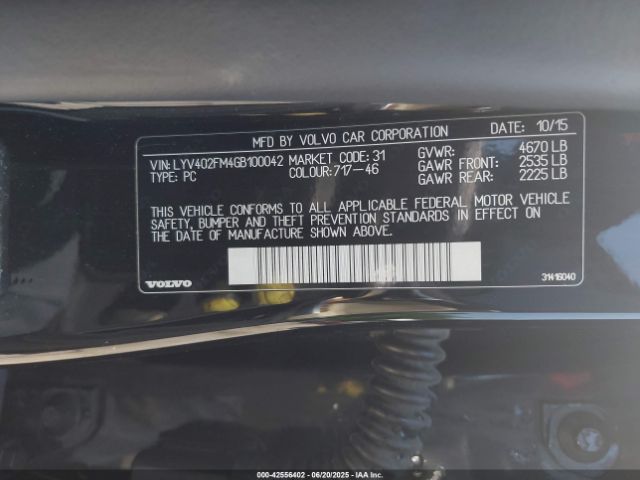 MFD BY VOLVO CAR CORPORATION DATE: 10/15
VIN: LYV402FM4GB100042 MARKET CODE: 31 GVWR: 4670 LB
TYPE: PC COLOUR: 717-46 GAWR FRONT: 2535 LB
GAWR REAR: 2225 LB
THIS VEHICLE CONFORMS TO ALL APPLICABLE FEDERAL MOTOR VEHICLE
SAFETY, BUMPER AND THEFT PREVENTION STANDARDS IN EFFECT ON
THE DATE OF MANUFACTURE SHOWN ABOVE.
VOLVO 31416040
000-42556402 - 06/20/2025 - IAA Inc.